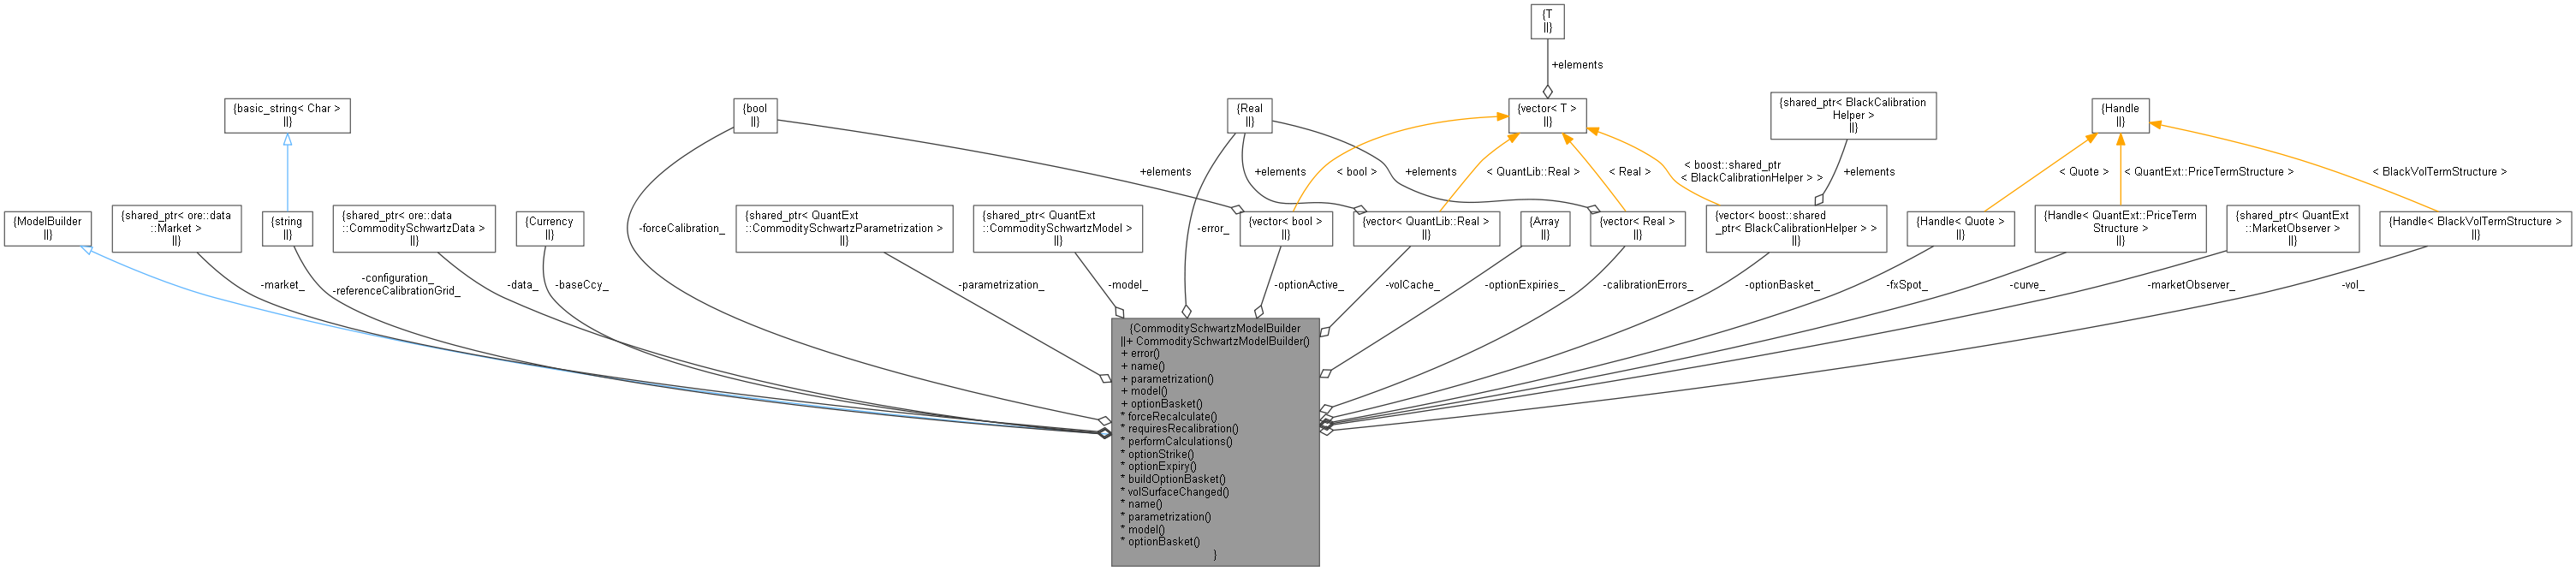 {T
||}
+elements
{basic_string< Char >
||}
{bool
||}
{Real
||}
{vector< T >
||}
{shared_ptr< BlackCalibration
Helper >
||}
{Handle
||}
+elements
+elements
< bool >
< QuantLib::Real >
+elements
< Real >
< boost::shared_ptr
< BlackCalibrationHelper > >
+elements
< Quote >
< QuantExt::PriceTermStructure >
< BlackVolTermStructure >
{ModelBuilder
||}
{shared_ptr< ore::data
::Market >
||}
{string
||}
{shared_ptr< ore::data
::CommoditySchwartzData >
||}
{Currency
||}
-forceCalibration_
{shared_ptr< QuantExt
::CommoditySchwartzParametrization >
||}
{shared_ptr< QuantExt
::CommoditySchwartzModel >
||}
-error_
{vector< bool >
||}
{vector< QuantLib::Real >
||}
{Array
||}
{vector< Real >
||}
{vector< boost::shared
_ptr< BlackCalibrationHelper > >
||}
{Handle< Quote >
||}
{Handle< QuantExt::PriceTerm
Structure >
||}
{shared_ptr< QuantExt
::MarketObserver >
||}
{Handle< BlackVolTermStructure >
||}
-market_
-configuration_
-referenceCalibrationGrid_
-data_
-baseCcy_
-parametrization_
-model_
-optionActive_
-volCache_
-optionExpiries_
-calibrationErrors_
-optionBasket_
-fxSpot_
-curve_
-marketObserver_
-vol_
{CommoditySchwartzModelBuilder
||+ CommoditySchwartzModelBuilder()
+ error()
+ name()
+ parametrization()
+ model()
+ optionBasket()
* forceRecalculate()
* requiresRecalibration()
* performCalculations()
* optionStrike()
* optionExpiry()
* buildOptionBasket()
* volSurfaceChanged()
* name()
* parametrization()
* model()
* optionBasket()
}